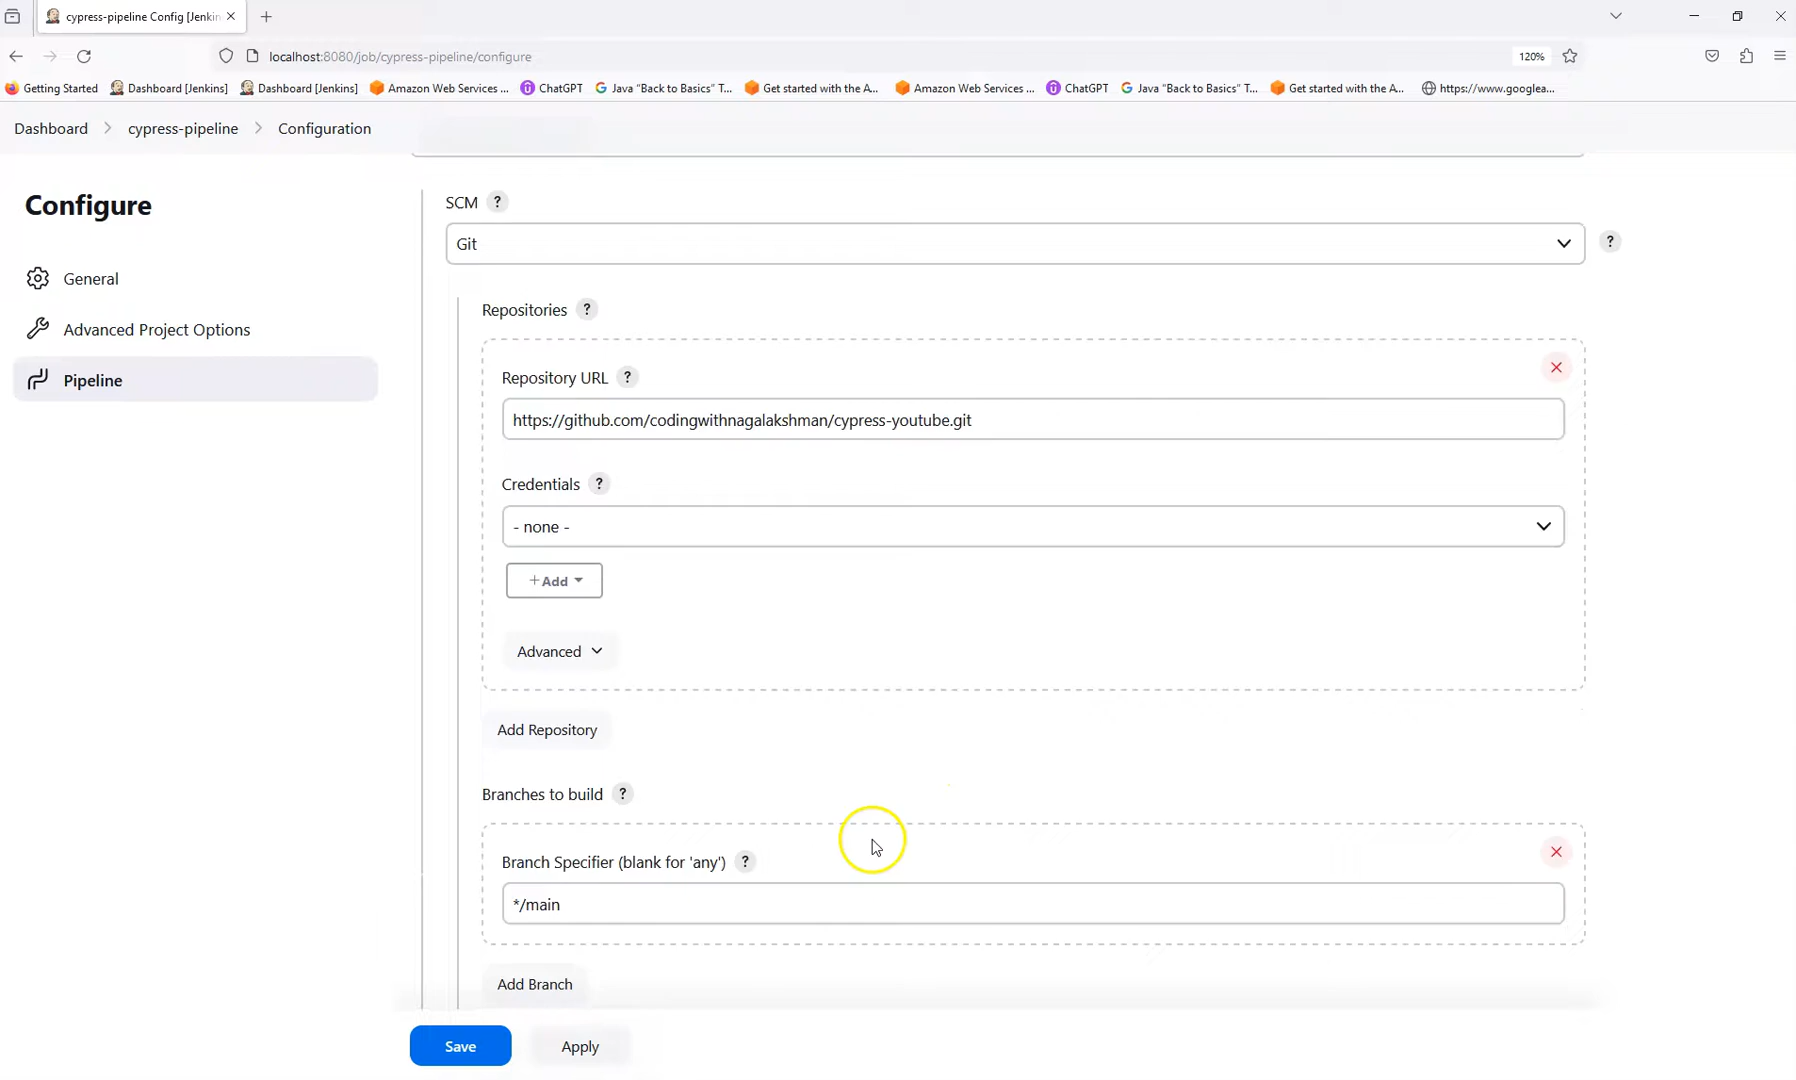 cypress-pipeline Config [Jenkin
localhost:8080/job/cypress-pipeline/configure
120%
Getting Started
Dashboard [Jenkins]
Dashboard [Jenkins]
Amazon Web Services ...
ChatGPT
Java "Back to Basics" T...
Get started with the A...
Amazon Web Services ...
ChatGPT
Java "Back to Basics" T...
Get started with the A...
https://www.googlea...
Dashboard > cypress-pipeline > Configuration
Configure
General
Advanced Project Options
Pipeline
SCM ?
Git
?
Repositories ?
Repository URL ?
https://github.com/codingwithnagalakshman/cypress-youtube.git
Credentials ?
- none -
+Add
Advanced
Add Repository
Branches to build ?
Branch Specifier (blank for 'any') ?
*/main
Add Branch
Save
Apply